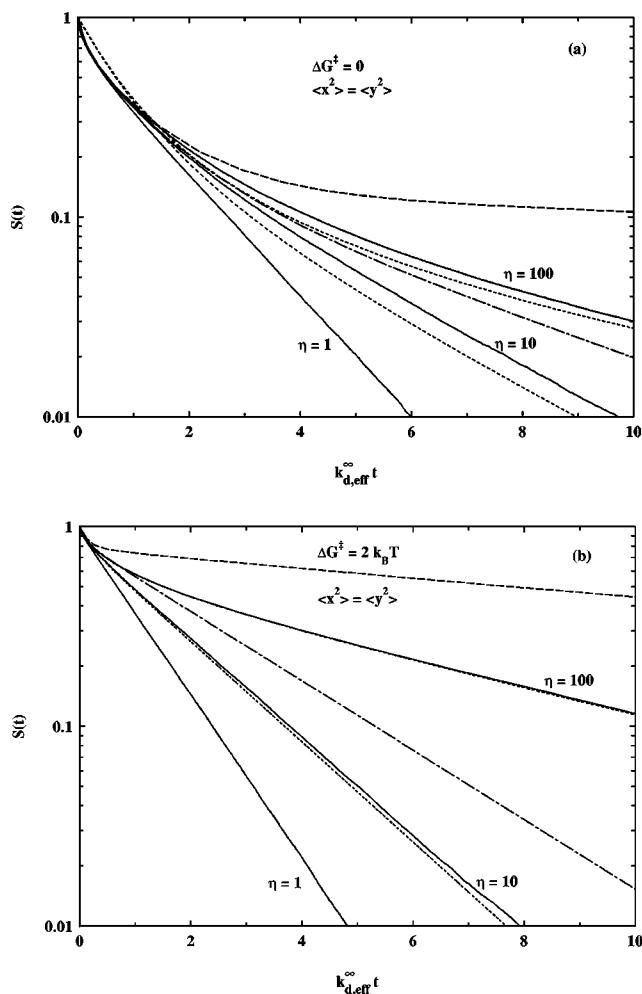 1
(a)
ΔG‡ = 0
<x²> = <y²>
S(t)
0.1
η = 100
η = 10
η = 1
0.01
0 2 4 6 8 10
k∞d,eff t
1
ΔG‡ = 2 kBT
(b)
<x²> = <y²>
S(t)
η = 100
0.1
η = 1
η = 10
0.01
0 2 4 6 8 10
k∞d,eff t